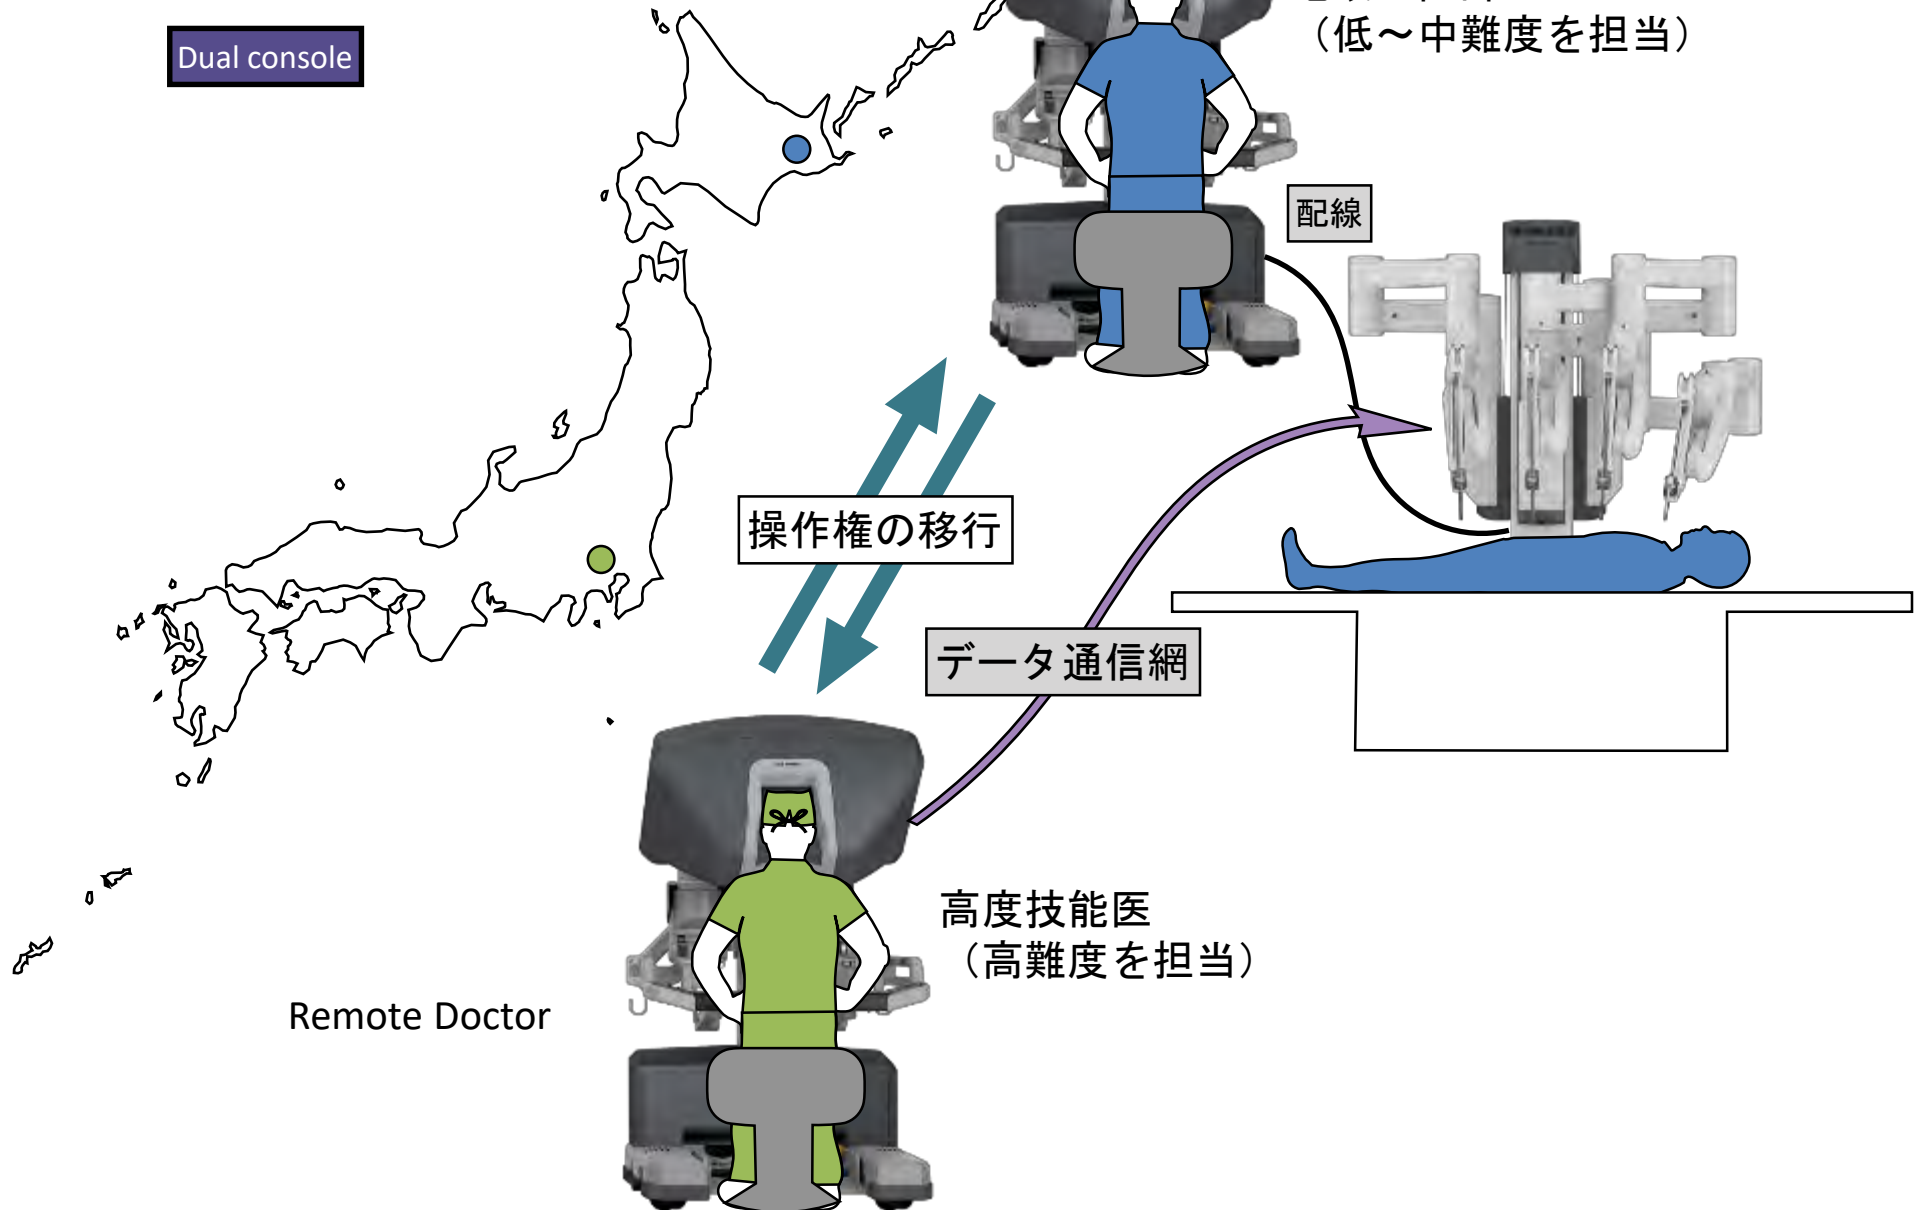 Dual console
（低～中難度を担当）
配線
操作権の移行
データ通信網
高度技能医
（高難度を担当）
Remote Doctor